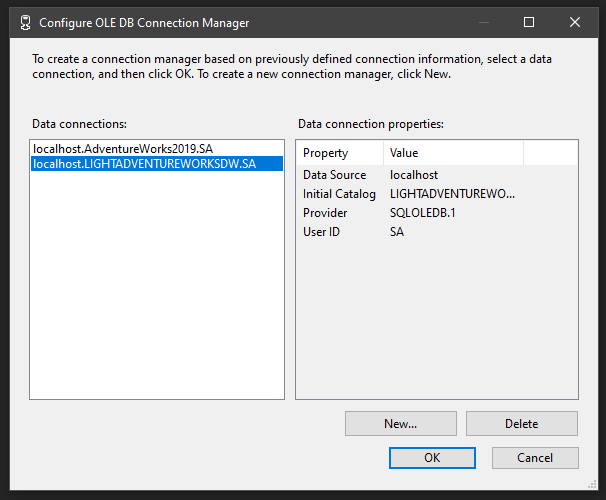 Configure OLE DB Connection Manager
To create a connection manager based on previously defined connection information, select a data
connection, and then click OK. To create a new connection manager, click New.
Data connections:
localhost.AdventureWorks2019.SA
localhost.LIGHTADVENTUREWORKSDW.SA
Data connection properties:
Property Value
Data Source localhost
Initial Catalog LIGHTADVENTUREWO...
Provider SQLOLEDB.1
User ID SA
New... Delete
OK Cancel